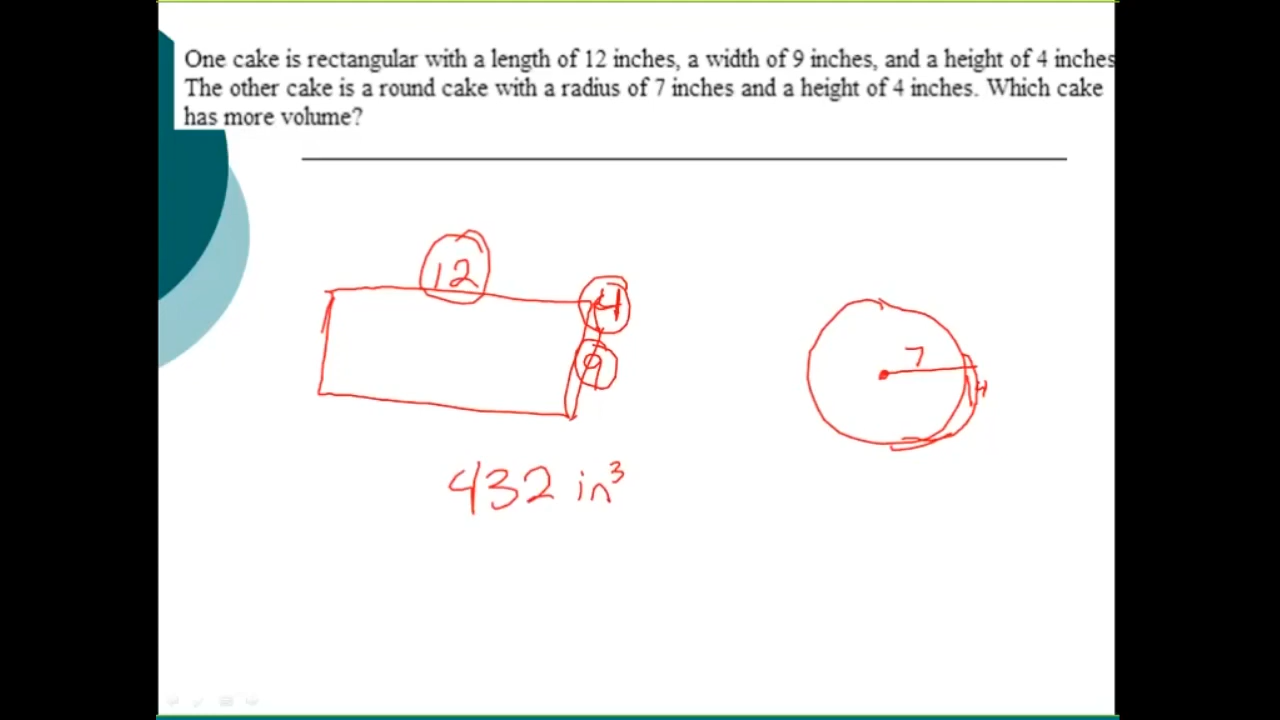 One cake is rectangular with a length of 12 inches, a width of 9 inches, and a height of 4 inches
The other cake is a round cake with a radius of 7 inches and a height of 4 inches. Which cake
has more volume?
12
4
9
7
4
432 in³